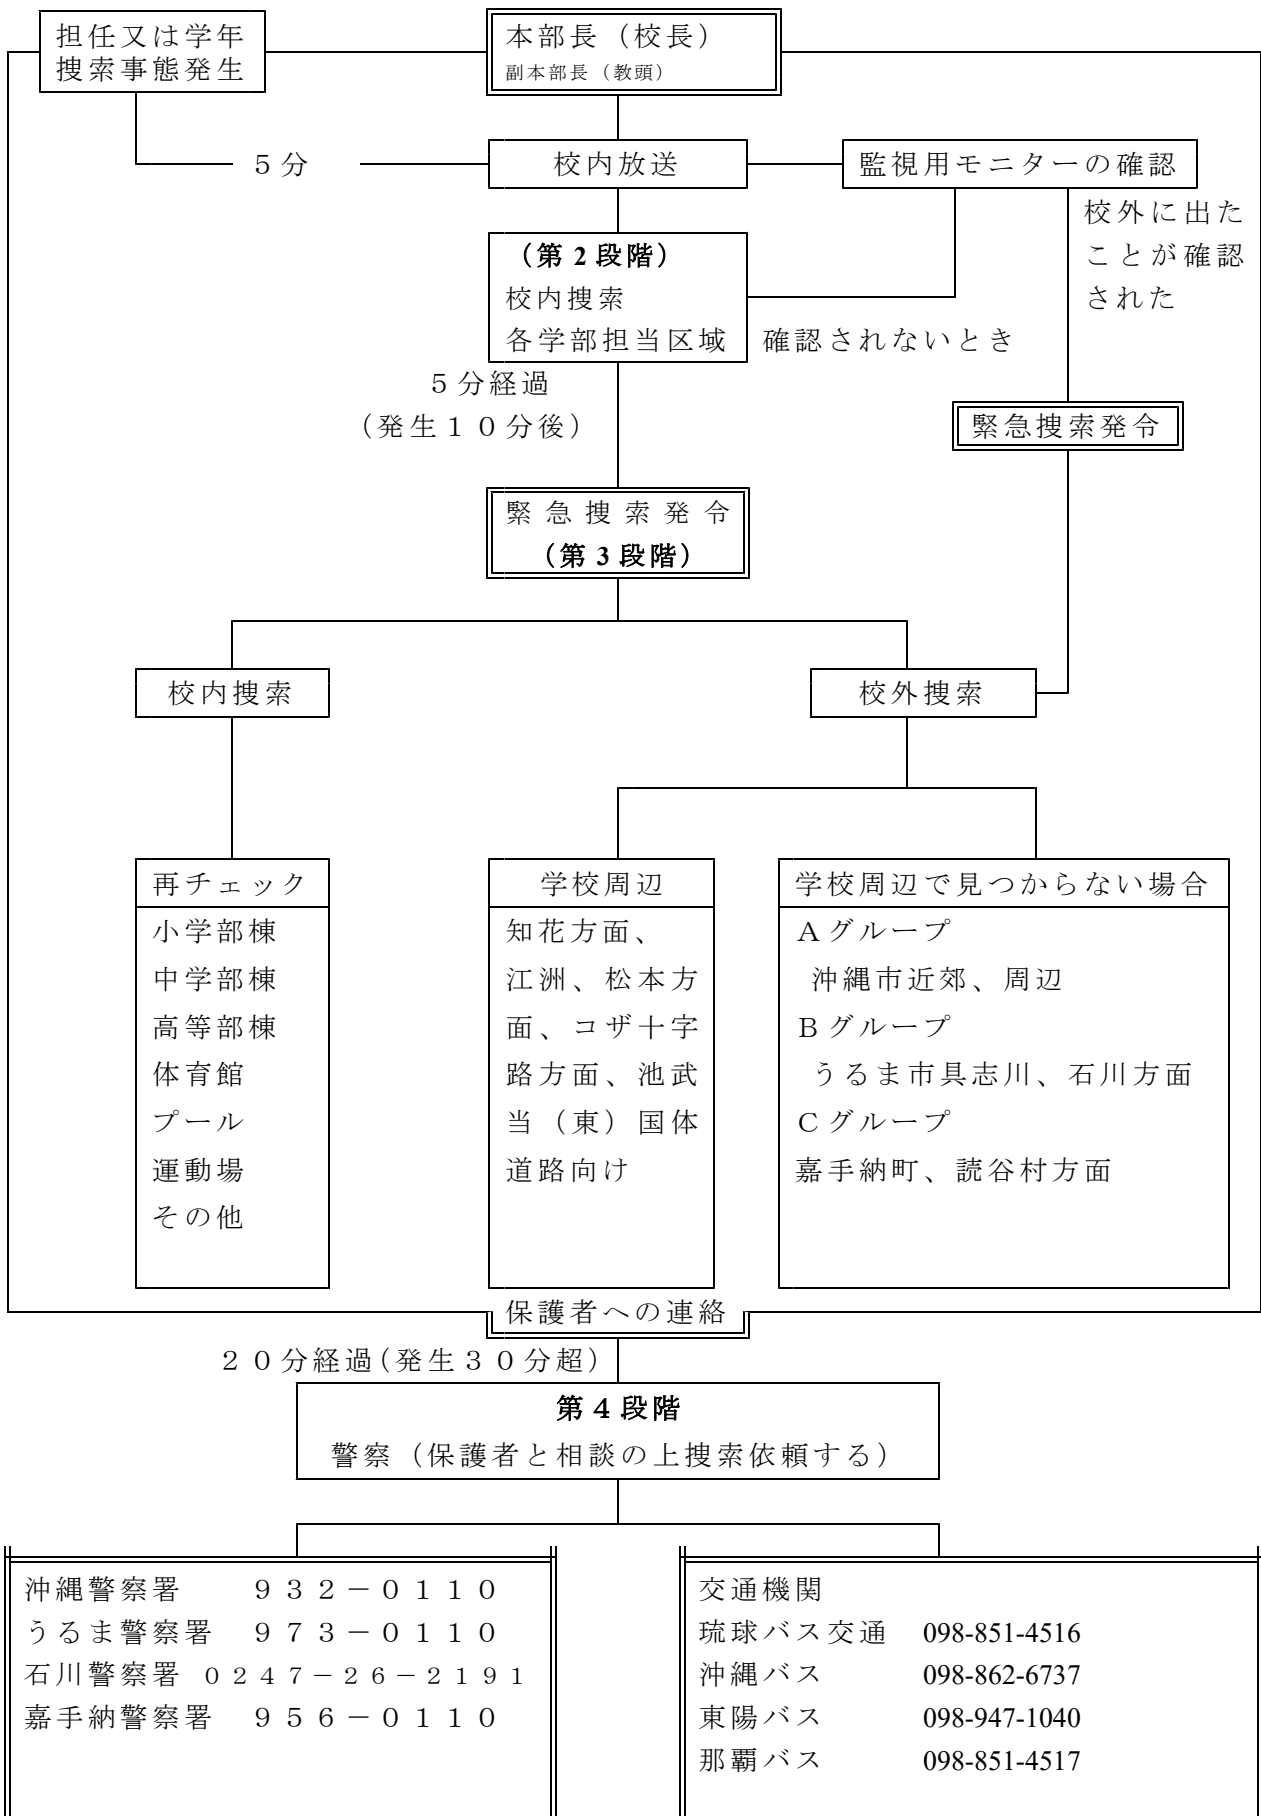 担任又は学年
捜索事態発生
本部長（校長）
副本部長（教頭）
５分
校内放送
監視用モニターの確認
校外に出た
ことが確認
された
（第２段階）
校内捜索
各学部担当区域
確認されないとき
５分経過
（発生１０分後）
緊急捜索発令
緊急捜索発令
（第３段階）
校内捜索
校外捜索
再チェック
小学部棟
中学部棟
高等部棟
体育館
プール
運動場
その他
学校周辺
知花方面、
江洲、松本方
面、コザ十字
路方面、池武
当（東）国体
道路向け
学校周辺で見つからない場合
Ａグループ
沖縄市近郊、周辺
Ｂグループ
うるま市具志川、石川方面
Ｃグループ
嘉手納町、読谷村方面
保護者への連絡
２０分経過（発生３０分超）
第４段階
警察（保護者と相談の上捜索依頼する）
沖縄警察署　９３２－０１１０
うるま警察署　９７３－０１１０
石川警察署　０２４７－２６－２１９１
嘉手納警察署　９５６－０１１０
交通機関
琉球バス交通　098-851-4516
沖縄バス　098-862-6737
東陽バス　098-947-1040
那覇バス　098-851-4517